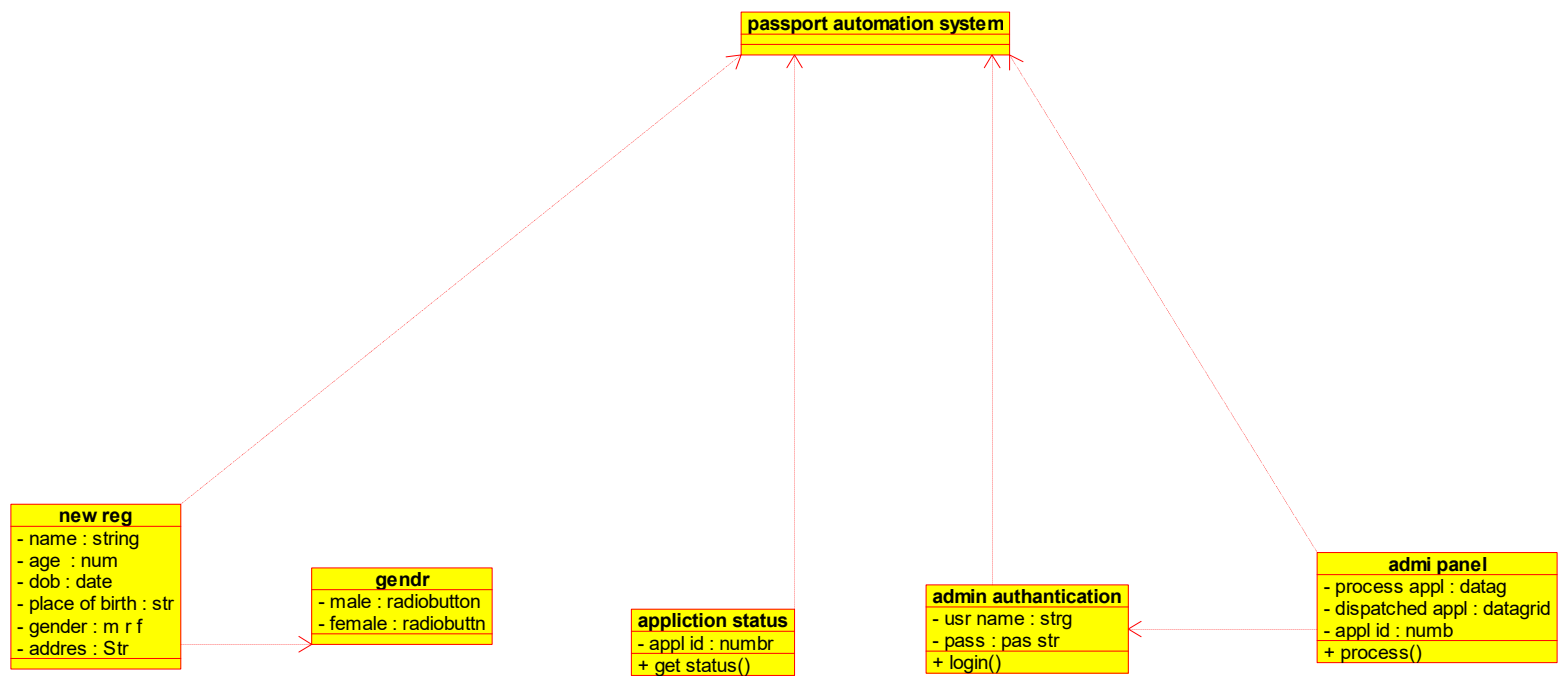 passport automation system
new reg
- name : string
- age  : num
- dob : date
- place of birth : str
- gender : m r f
- addres : Str
gendr
- male : radiobutton
- female : radiobuttn
appliction status
- appl id : numbr
+ get status()
admin authantication
- usr name : strg
- pass : pas str
+ login()
admi panel
- process appl : datag
- dispatched appl : datagrid
- appl id : numb
+ process()